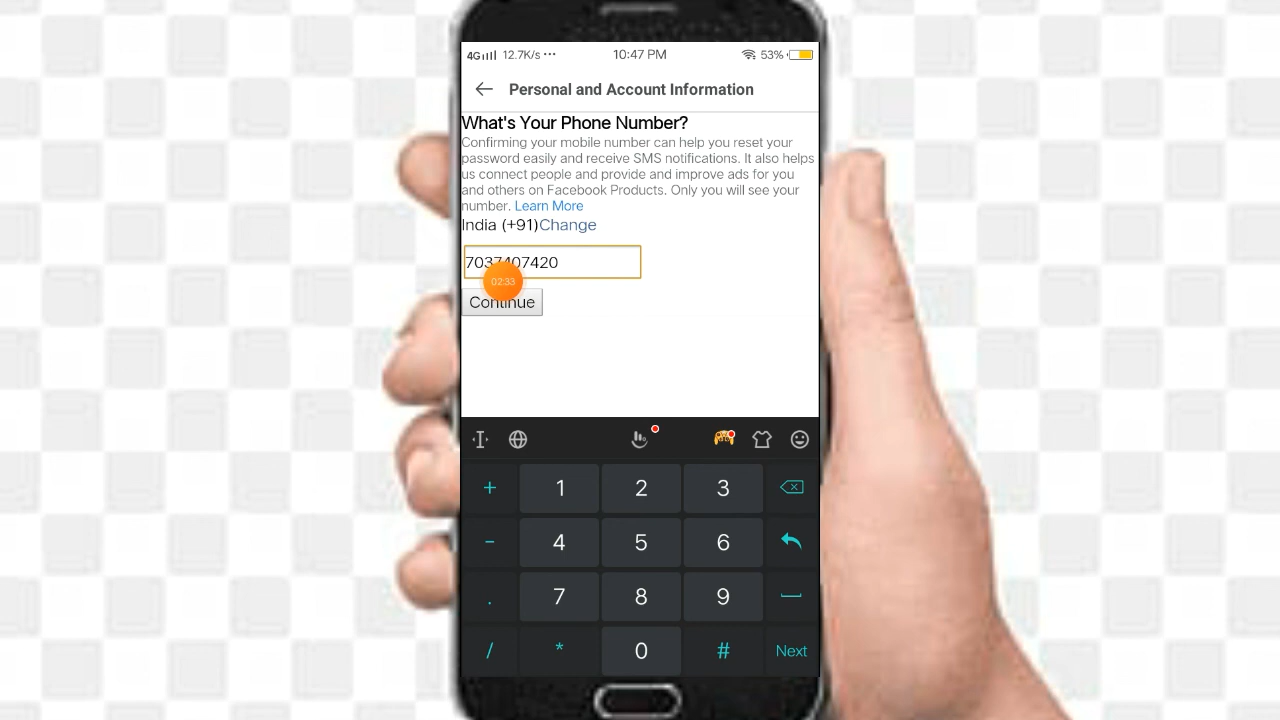 4G 12.7K/s ··· 10:47 PM 53%
Personal and Account Information
What's Your Phone Number?
Confirming your mobile number can help you reset your
password easily and receive SMS notifications. It also helps
us connect people and provide and improve ads for you
and others on Facebook Products. Only you will see your
number. Learn More
India (+91)Change
7037407420
02:33
Continue
+ 1 2 3
- 4 5 6
. 7 8 9
/ * 0 # Next